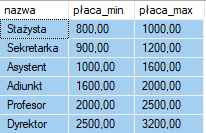 nazwa płaca_min płaca_max
Stażysta 800,00 1000,00
Sekretarka 900,00 1200,00
Asystent 1000,00 1600,00
Adiunkt 1600,00 2000,00
Profesor 2000,00 2500,00
Dyrektor 2500,00 3200,00